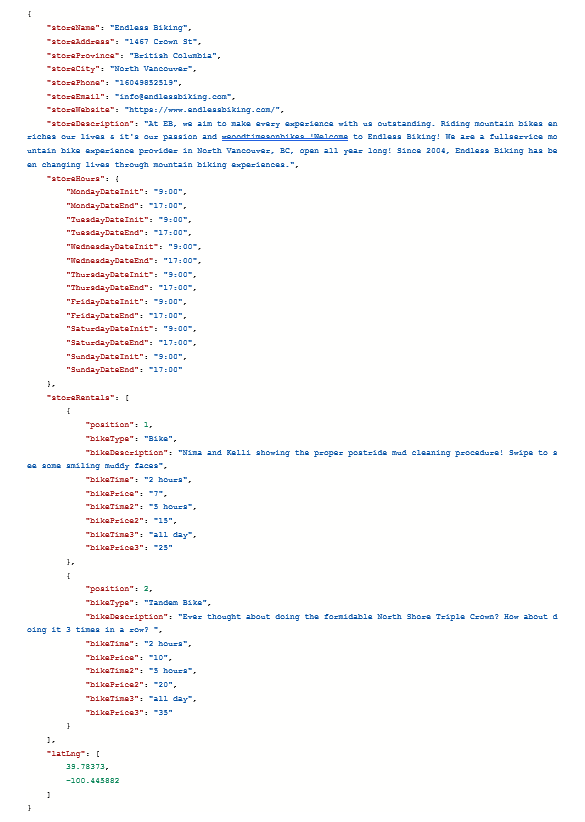 {
"storeName": "Endless Biking",
"storeAddress": "1467 Crown St",
"storeProvince": "British Columbia",
"storeCity": "North Vancouver",
"storePhone": "16049852519",
"storeEmail": "info@endlessbiking.com",
"storeWebsite": "https://www.endlessbiking.com/",
"storeDescription": "At EB, we aim to make every experience with us outstanding. Riding mountain bikes en
riches our lives & it's our passion and #goodtimesonbikes !Welcome to Endless Biking! We are a fullservice mo
untain bike experience provider in North Vancouver, BC, open all year long! Since 2004, Endless Biking has be
en changing lives through mountain biking experiences.",
"storeHours": {
"MondayDateInit": "9:00",
"MondayDateEnd": "17:00",
"TuesdayDateInit": "9:00",
"TuesdayDateEnd": "17:00",
"WednesdayDateInit": "9:00",
"WednesdayDateEnd": "17:00",
"ThursdayDateInit": "9:00",
"ThursdayDateEnd": "17:00",
"FridayDateInit": "9:00",
"FridayDateEnd": "17:00",
"SaturdayDateInit": "9:00",
"SaturdayDateEnd": "17:00",
"SundayDateInit": "9:00",
"SundayDateEnd": "17:00"
},
"storeRentals": [
{
"position": 1,
"bikeType": "Bike",
"bikeDescription": "Nima and Kelli showing the proper postride mud cleaning procedure! Swipe to s
ee some smiling muddy faces",
"bikeTime": "2 hours",
"bikePrice": "7",
"bikeTime2": "5 hours",
"bikePrice2": "15",
"bikeTime3": "all day",
"bikePrice3": "25"
},
{
"position": 2,
"bikeType": "Tandem Bike",
"bikeDescription": "Ever thought about doing the formidable North Shore Triple Crown? How about d
oing it 3 times in a row? ",
"bikeTime": "2 hours",
"bikePrice": "10",
"bikeTime2": "5 hours",
"bikePrice2": "20",
"bikeTime3": "all day",
"bikePrice3": "35"
}
],
"latLng": [
39.78373,
-100.445882
]
}